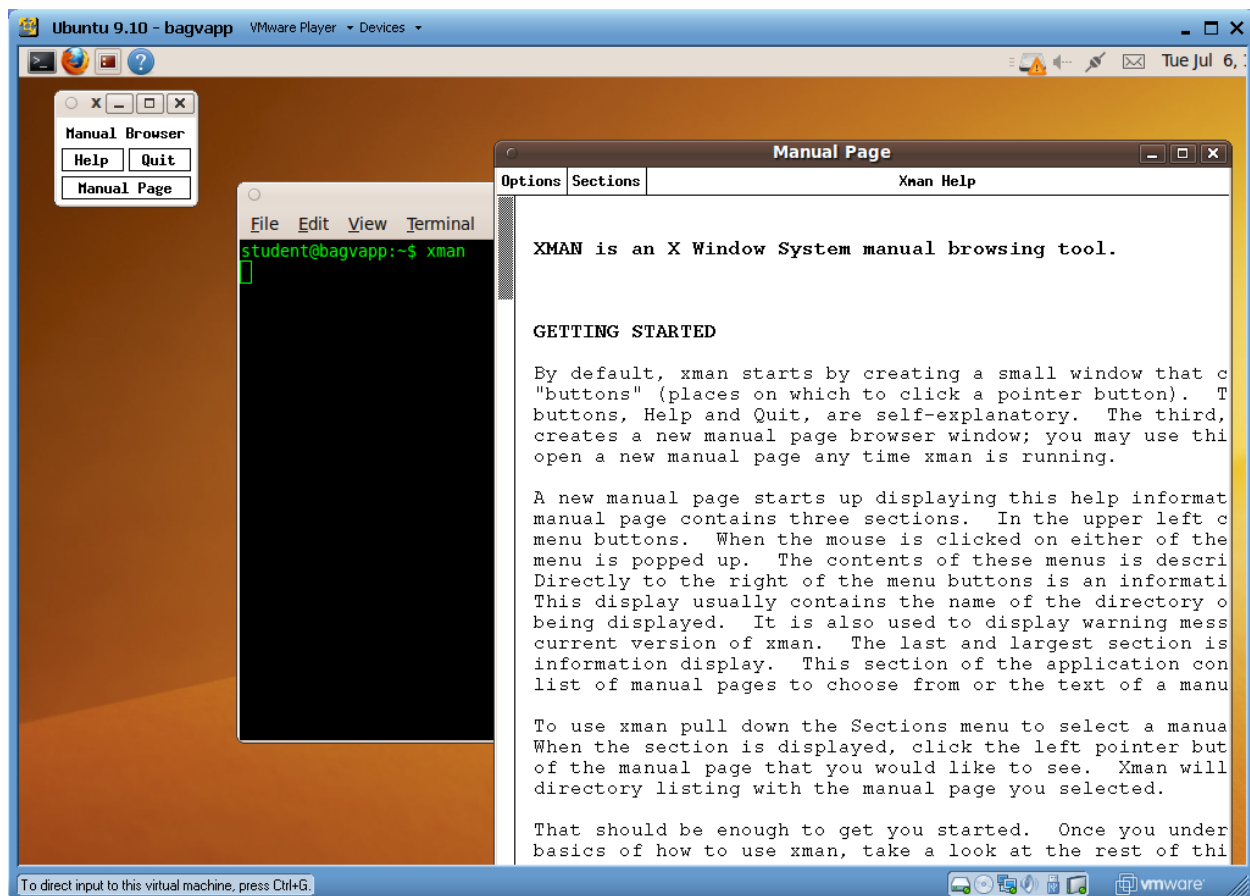 Ubuntu 9.10 - bagvapp VMware Player Devices
Tue Jul 6,
X
Manual Browser
Help Quit
Manual Page
File Edit View Terminal
student@bagvapp:~$ xman
Manual Page
Options Sections Xman Help
XMAN is an X Window System manual browsing tool.
GETTING STARTED
By default, xman starts by creating a small window that c
"buttons" (places on which to click a pointer button). T
buttons, Help and Quit, are self-explanatory. The third,
creates a new manual page browser window; you may use thi
open a new manual page any time xman is running.
A new manual page starts up displaying this help informat
manual page contains three sections. In the upper left c
menu buttons. When the mouse is clicked on either of the
menu is popped up. The contents of these menus is descri
Directly to the right of the menu buttons is an informati
This display usually contains the name of the directory o
being displayed. It is also used to display warning mess
current version of xman. The last and largest section is
information display. This section of the application con
list of manual pages to choose from or the text of a manu
To use xman pull down the Sections menu to select a manua
When the section is displayed, click the left pointer but
of the manual page that you would like to see. Xman will
directory listing with the manual page you selected.
That should be enough to get you started. Once you under
basics of how to use xman, take a look at the rest of thi
To direct input to this virtual machine, press Ctrl+G.
vmware